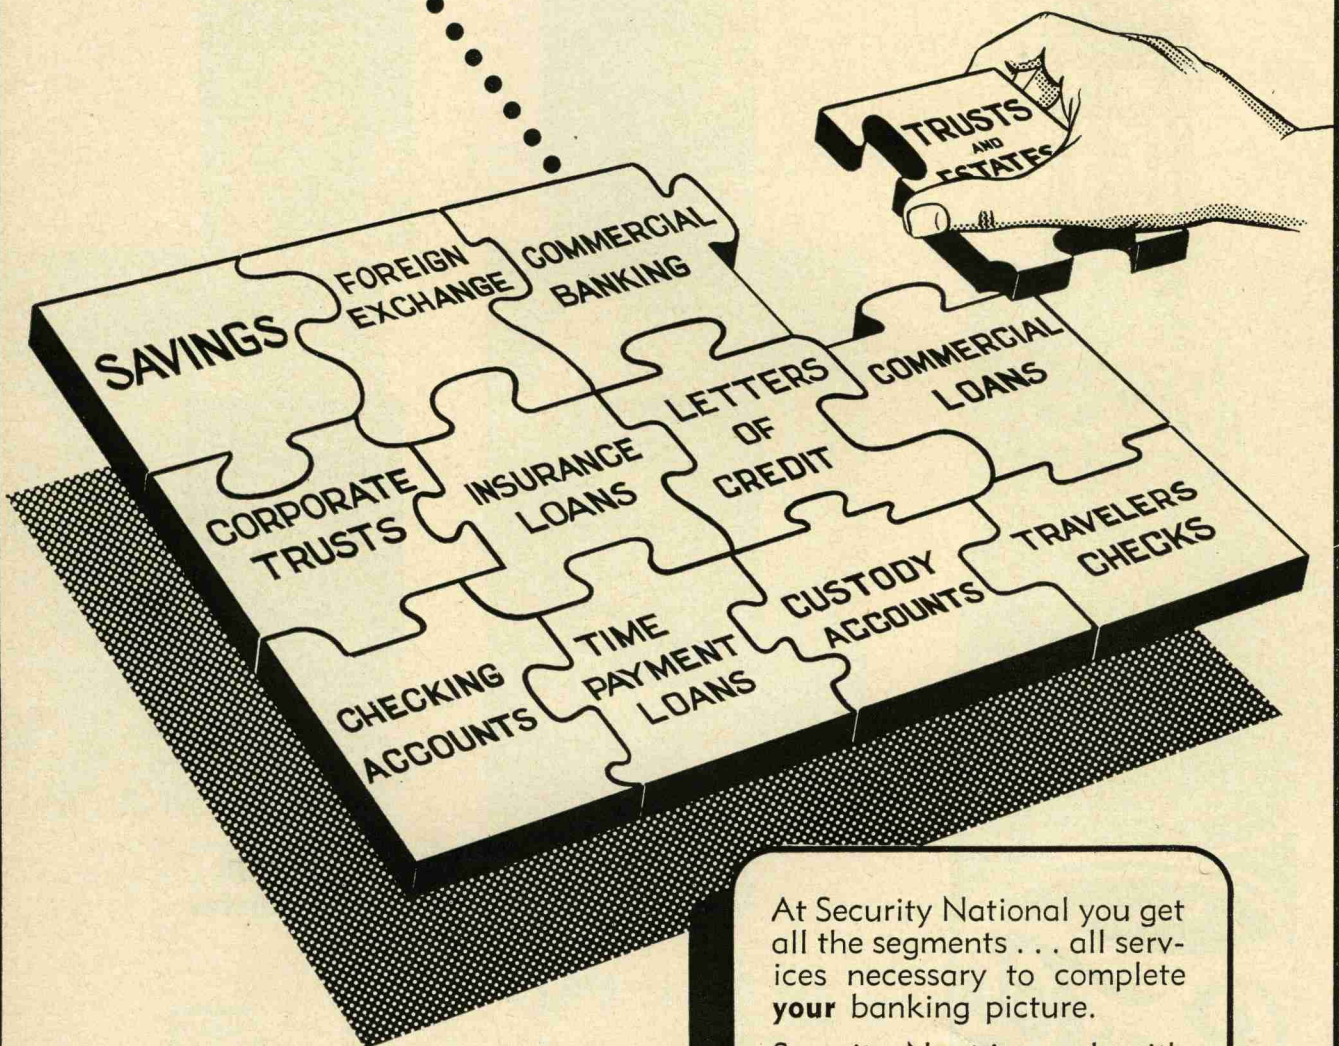 TRUSTS
AND
ESTATES
SAVINGS
FOREIGN
EXCHANGE
COMMERCIAL
BANKING
CORPORATE
TRUSTS
INSURANCE
LOANS
LETTERS
OF
CREDIT
COMMERCIAL
LOANS
CHECKING
ACCOUNTS
TIME
PAYMENT
LOANS
CUSTODY
ACCOUNTS
TRAVELERS
CHECKS
At Security National you get
all the segments . . . all serv-
ices necessary to complete
your banking picture.